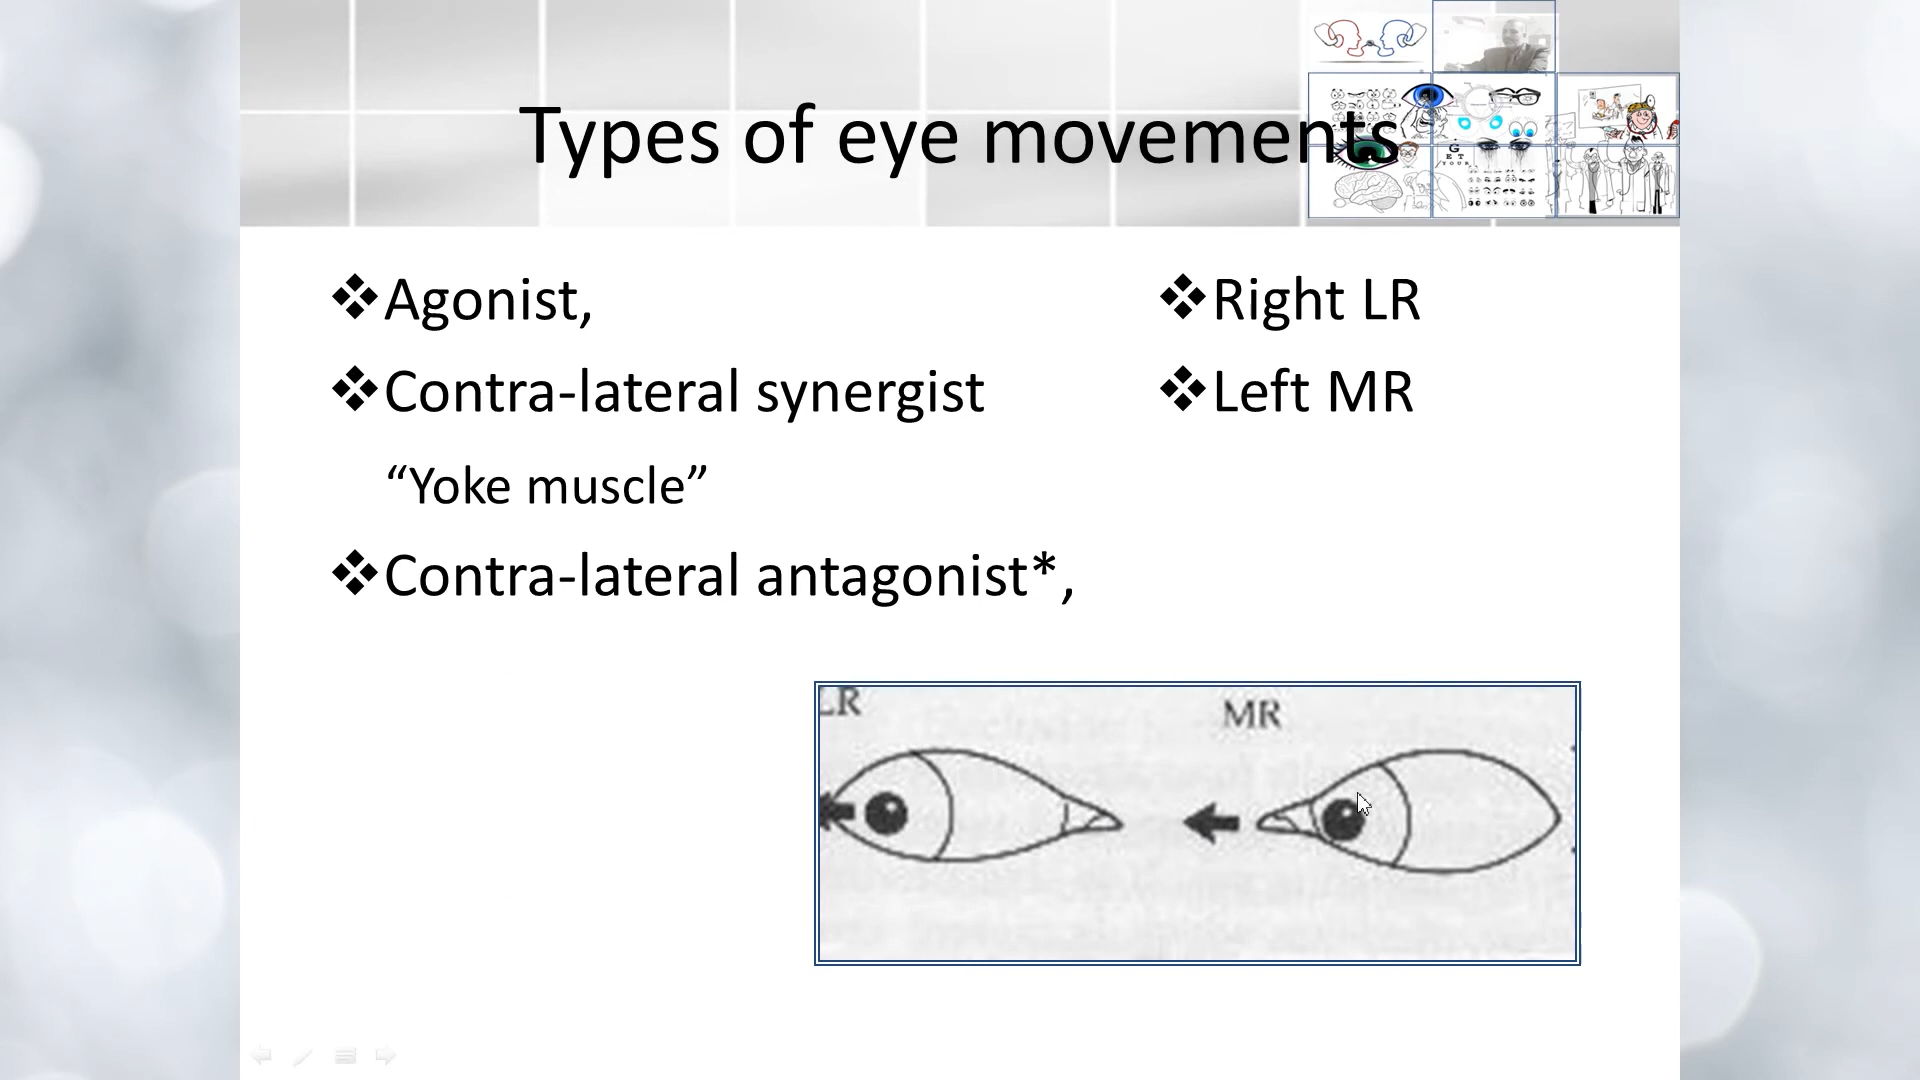 Types of eye movements
❖Agonist,
❖Right LR
❖Contra-lateral synergist
❖Left MR
“Yoke muscle”
❖Contra-lateral antagonist*,
LR
MR
G
E T
Y O U R